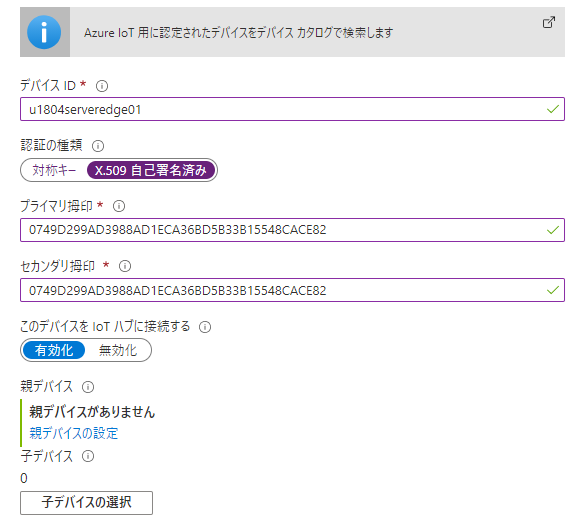 Azure IoT 用に認定されたデバイスをデバイス カタログで検索します
デバイス ID *
u1804serveredge01
認証の種類
対称キー X.509 自己署名済み
プライマリ拇印 *
0749D299AD3988AD1ECA36BD5B33B15548CACE82
セカンダリ拇印 *
0749D299AD3988AD1ECA36BD5B33B15548CACE82
このデバイスを IoT ハブに接続する
有効化 無効化
親デバイス
親デバイスがありません
親デバイスの設定
子デバイス
0
子デバイスの選択